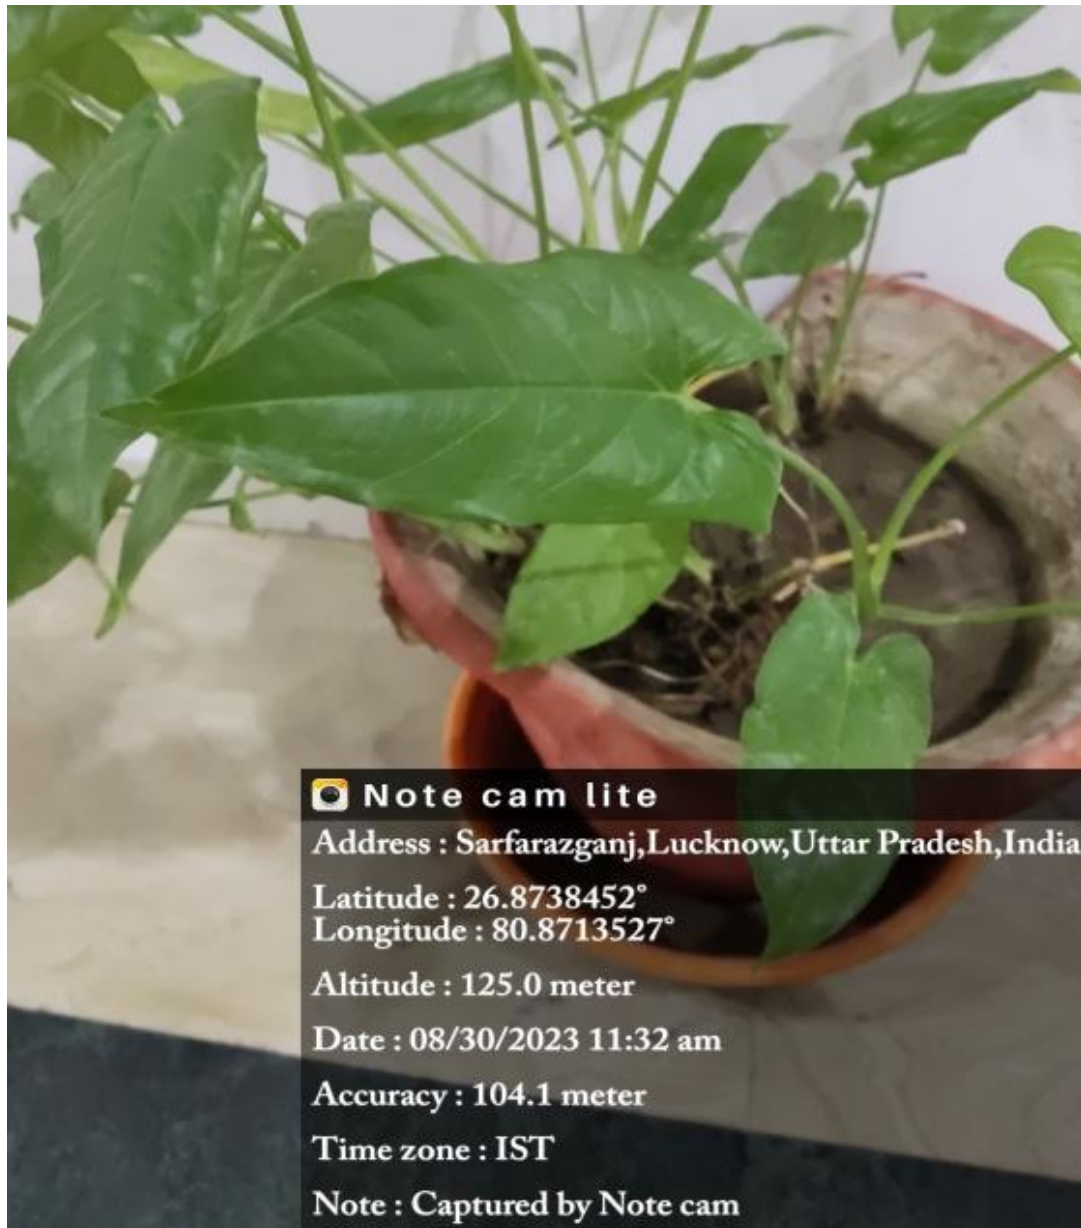 Note cam lite
Address : Sarfarazganj,Lucknow,Uttar Pradesh,India
Latitude : 26.8738452°
Longitude : 80.8713527°
Altitude : 125.0 meter
Date : 08/30/2023 11:32 am
Accuracy : 104.1 meter
Time zone : IST
Note : Captured by Note cam